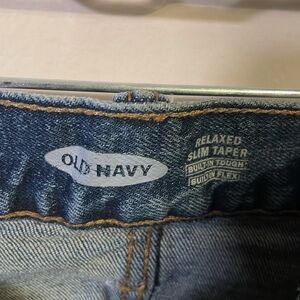 OLD NAVY
RELAXED
SLIM TAPER
BUILT-IN TOUGH
BUILT-IN FLEX